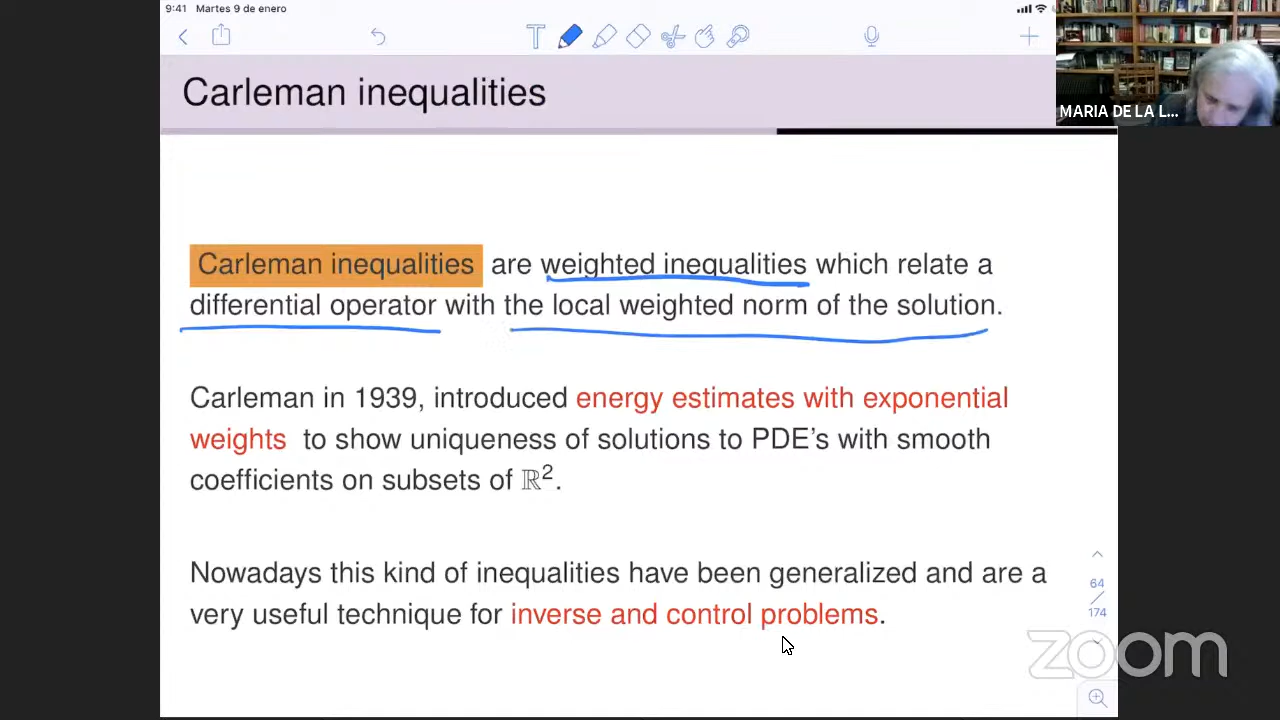 9:41 Martes 9 de enero
Carleman inequalities
MARIA DE LA L...
Carleman inequalities are weighted inequalities which relate a
differential operator with the local weighted norm of the solution.
Carleman in 1939, introduced energy estimates with exponential
weights to show uniqueness of solutions to PDE’s with smooth
coefficients on subsets of ℝ².
Nowadays this kind of inequalities have been generalized and are a
very useful technique for inverse and control problems.
64
/
174
zoom